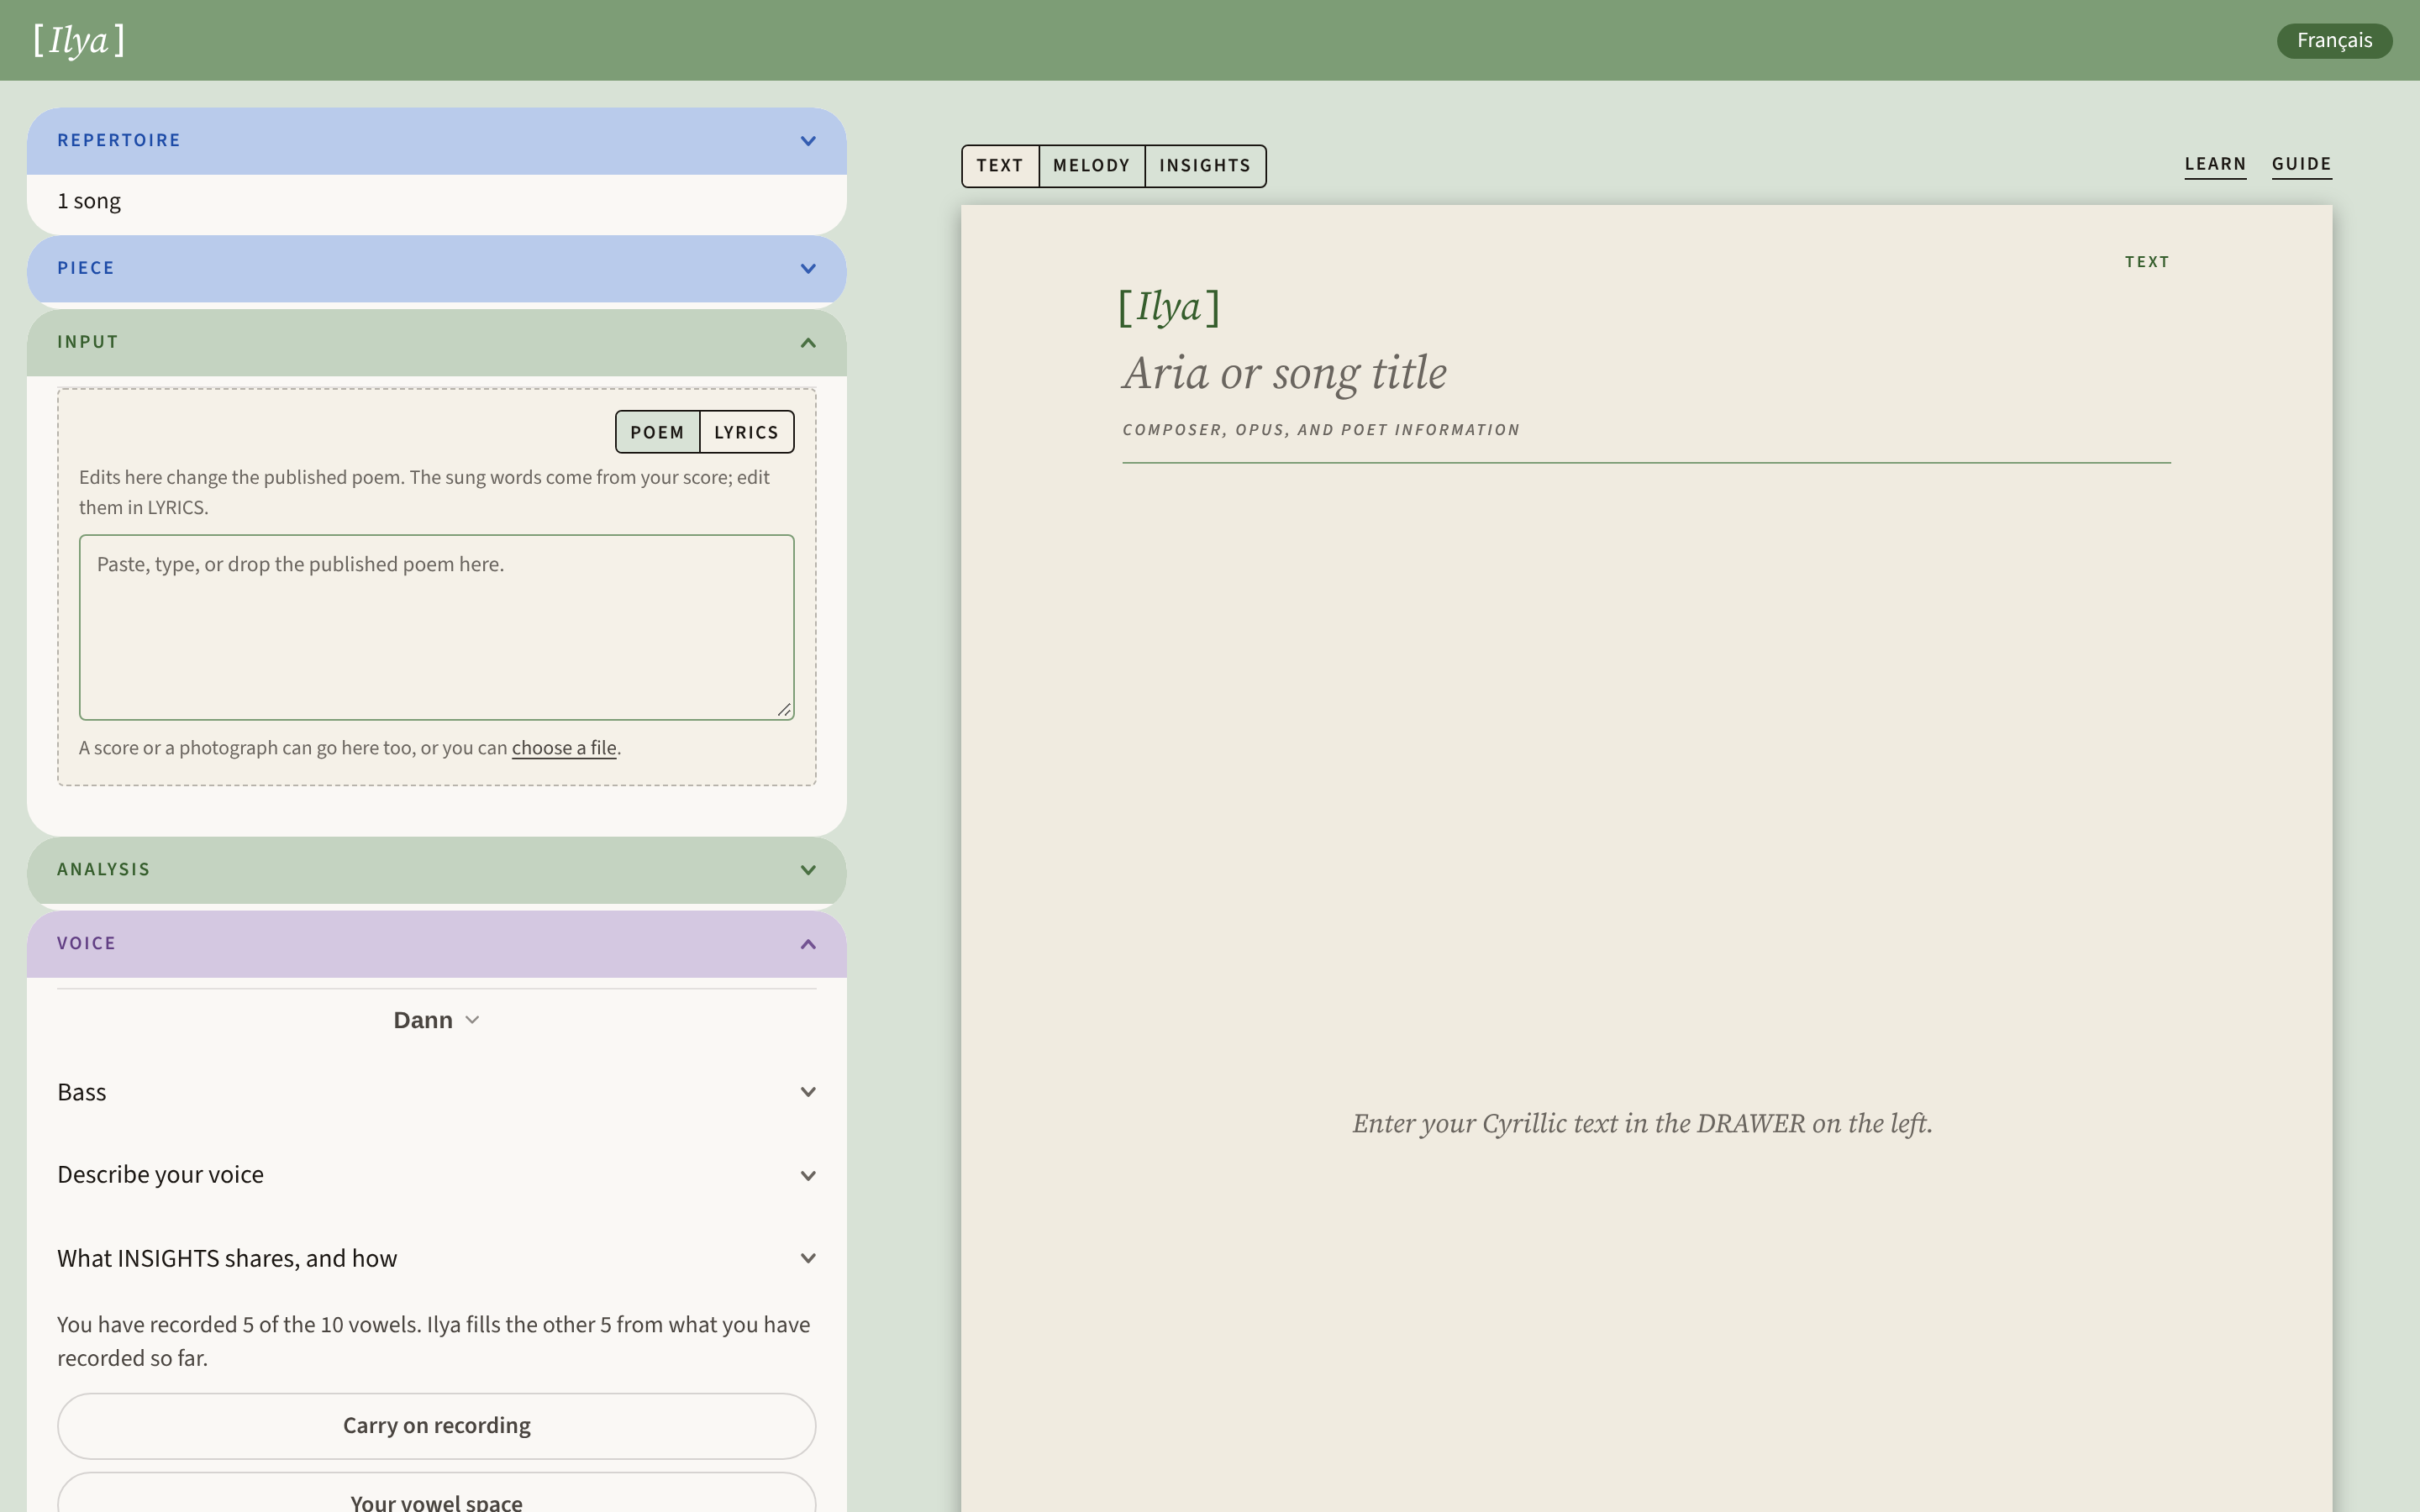 [Ilya]
Français
REPERTOIRE
1 song
PIECE
INPUT
POEM
LYRICS
Edits here change the published poem. The sung words come from your score; edit
them in LYRICS.
Paste, type, or drop the published poem here.
A score or a photograph can go here too, or you can choose a file.
ANALYSIS
VOICE
Dann
Bass
Describe your voice
What INSIGHTS shares, and how
You have recorded 5 of the 10 vowels. Ilya fills the other 5 from what you have
recorded so far.
Carry on recording
Your vowel space
TEXT
MELODY
INSIGHTS
LEARN
GUIDE
TEXT
[Ilya]
Aria or song title
COMPOSER, OPUS, AND POET INFORMATION
Enter your Cyrillic text in the DRAWER on the left.